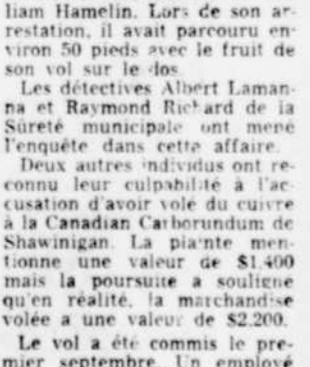 liam Hamelin. Lors de son ar-
restation, il avait parcouru en-
viron 50 pieds avec le fruit de
son vol sur le dos.
Les détectives Albert Laman-
na et Raymond Richard de la
Sûreté municipale ont mené
l'enquête dans cette affaire.
Deux autres individus ont re-
connu leur culpabilité à l'ac-
cusation d'avoir volé du cuivre
à la Canadian Carborundum de
Shawinigan. La plainte men-
tionne une valeur de $1.400
mais la poursuite a souligné
qu'en réalité, la marchandise
volée a une valeur de $2.200.
Le vol a été commis le pre-
mier septembre. Un employé